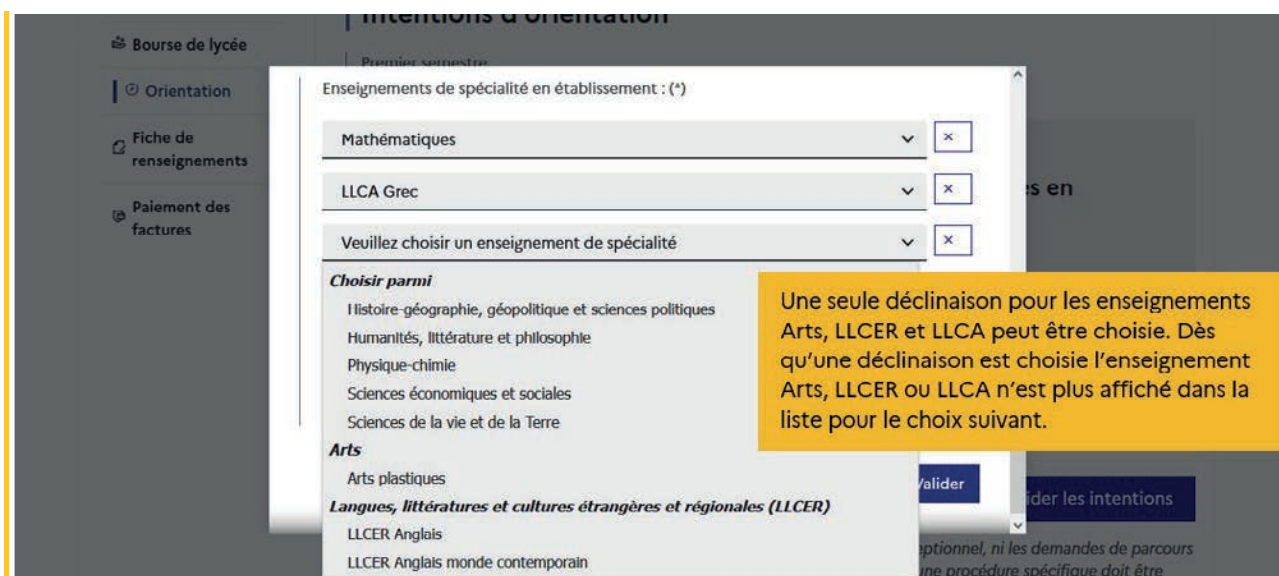 Intentions d'orientation
Bourse de lycée
Premier semestre
Orientation
Enseignements de spécialité en établissement : (*)
Fiche de
renseignements
Mathématiques
LLCA Grec
s en
Paiement des
factures
Veuillez choisir un enseignement de spécialité
Choisir parmi
Histoire-géographie, géopolitique et sciences politiques
Humanités, littérature et philosophie
Physique-chimie
Sciences économiques et sociales
Sciences de la vie et de la Terre
Arts
Arts plastiques
Langues, littératures et cultures étrangères et régionales (LLCER)
LLCER Anglais
LLCER Anglais monde contemporain
Une seule déclinaison pour les enseignements
Arts, LLCER et LLCA peut être choisie. Dès
qu'une déclinaison est choisie l'enseignement
Arts, LLCER ou LLCA n'est plus affiché dans la
liste pour le choix suivant.
Valider
ider les intentions
eptionnel, ni les demandes de parcours
une procédure spécifique doit être